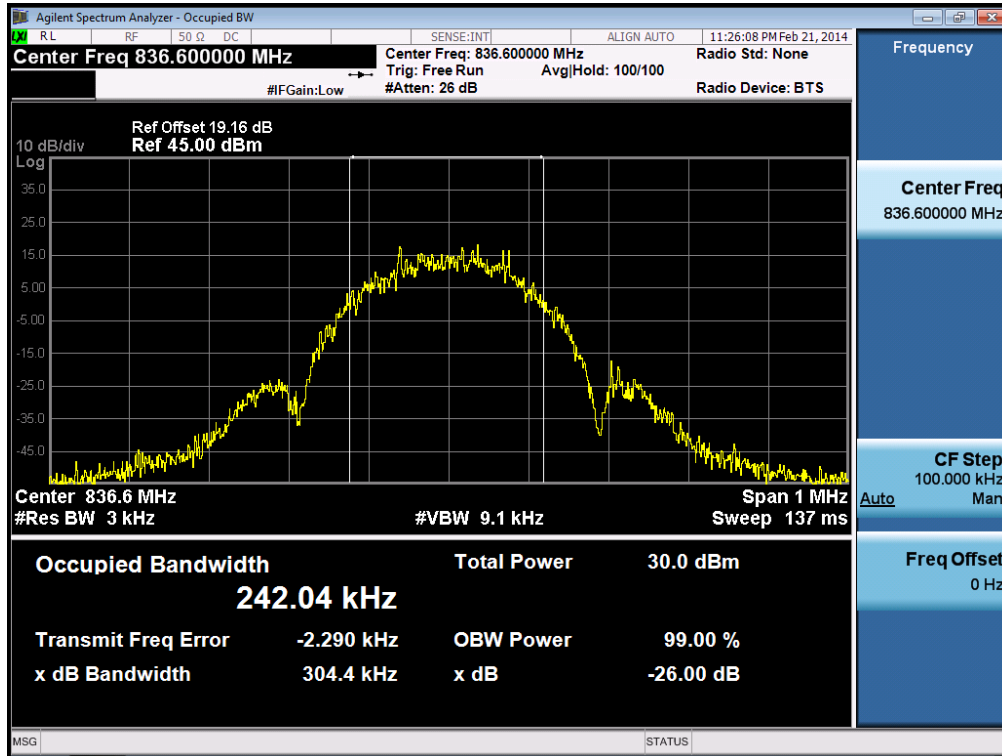 Agilent Spectrum Analyzer - Occupied BW
LXI RL RF 50 Ω DC SENSE:INT ALIGN AUTO 11:26:08 PM Feb 21, 2014
Center Freq 836.600000 MHz
Center Freq: 836.600000 MHz
Radio Std: None
Trig: Free Run Avg|Hold: 100/100
#IFGain:Low
#Atten: 26 dB
Radio Device: BTS
Ref Offset 19.16 dB
10 dB/div Ref 45.00 dBm
Log
35.0
25.0
15.0
5.00
-5.00
-15.0
-25.0
-35.0
-45.0
Center 836.6 MHz
Span 1 MHz
#Res BW 3 kHz
#VBW 9.1 kHz
Sweep 137 ms
Occupied Bandwidth
Total Power 30.0 dBm
242.04 kHz
Transmit Freq Error -2.290 kHz
OBW Power 99.00 %
x dB Bandwidth 304.4 kHz
x dB -26.00 dB
MSG
STATUS
Frequency
Center Freq
836.600000 MHz
CF Step
100.000 kHz
Auto Man
Freq Offset
0 Hz